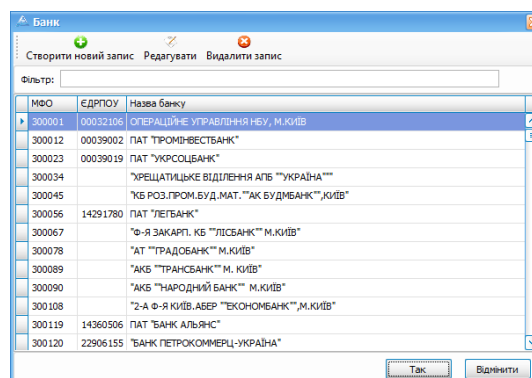 Банк
Створити новий запис Редагувати Видалити запис
Фільтр:
МФО ЄДРПОУ Назва банку
300001 00032106 ОПЕРАЦІЙНЕ УПРАВЛІННЯ НБУ, М.КИЇВ
300012 00039002 ПАТ "ПРОМІНВЕСТБАНК"
300023 00039019 ПАТ "УКРСОЦБАНК"
300034 "ХРЕЩАТИЦЬКЕ ВІДІЛЕННЯ АПБ ""УКРАЇНА"""
300045 "КБ РОЗ.ПРОМ.БУД.МАТ.""АК БУДМБАНК"",КИЇВ"
300056 14291780 ПАТ "ЛЕГБАНК"
300067 "Ф-Я ЗАКАРП. КБ ""ЛІСБАНК"" М.КИЇВ"
300078 "АТ ""ГРАДОБАНК"" М.КИЇВ"
300089 "АКБ ""ТРАНСБАНК"" М. КИЇВ"
300090 "АКБ ""НАРОДНИЙ БАНК"" М.КИЇВ"
300108 "2-А Ф-Я КИЇВ.АБЕР ""ЕКОНОМБАНК"",М.КИЇВ"
300119 14360506 ПАТ "БАНК АЛЬЯНС"
300120 22906155 "БАНК ПЕТРОКОММЕРЦ-УКРАЇНА"
Так Відмінити